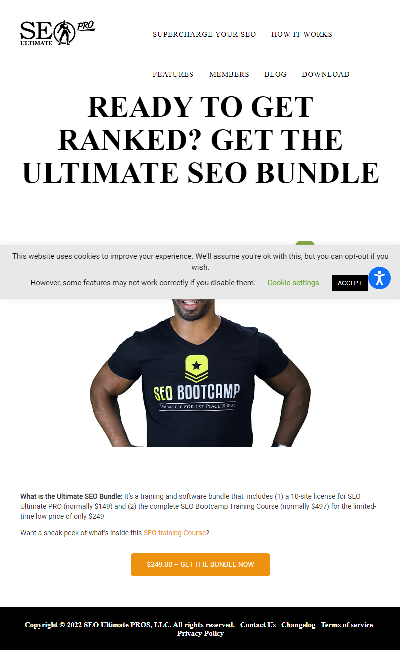 SEO PRO
ULTIMATE
SUPERCHARGE YOUR SEO HOW IT WORKS
FEATURES MEMBERS BLOG DOWNLOAD
READY TO GET
RANKED? GET THE
ULTIMATE SEO BUNDLE
This website uses cookies to improve your experience. We'll assume you're ok with this, but you can opt-out if you
wish.
However, some features may not work correctly if you disable them. Cookie settings ACCEPT
SEO BOOTCAMP
What is the Ultimate SEO Bundle: It's a training and software bundle that includes (1) a 10-site license for SEO
Ultimate PRO (normally $149) and (2) the complete SEO Bootcamp Training Course (normally $497) for the limited-
time low price of only $249
Want a sneak peek of what's inside this SEO training Course?
$249.00 – GET THE BUNDLE NOW
Copyright © 2022 SEO Ultimate PROS, LLC. All rights reserved. Contact Us Changelog Terms of service
Privacy Policy